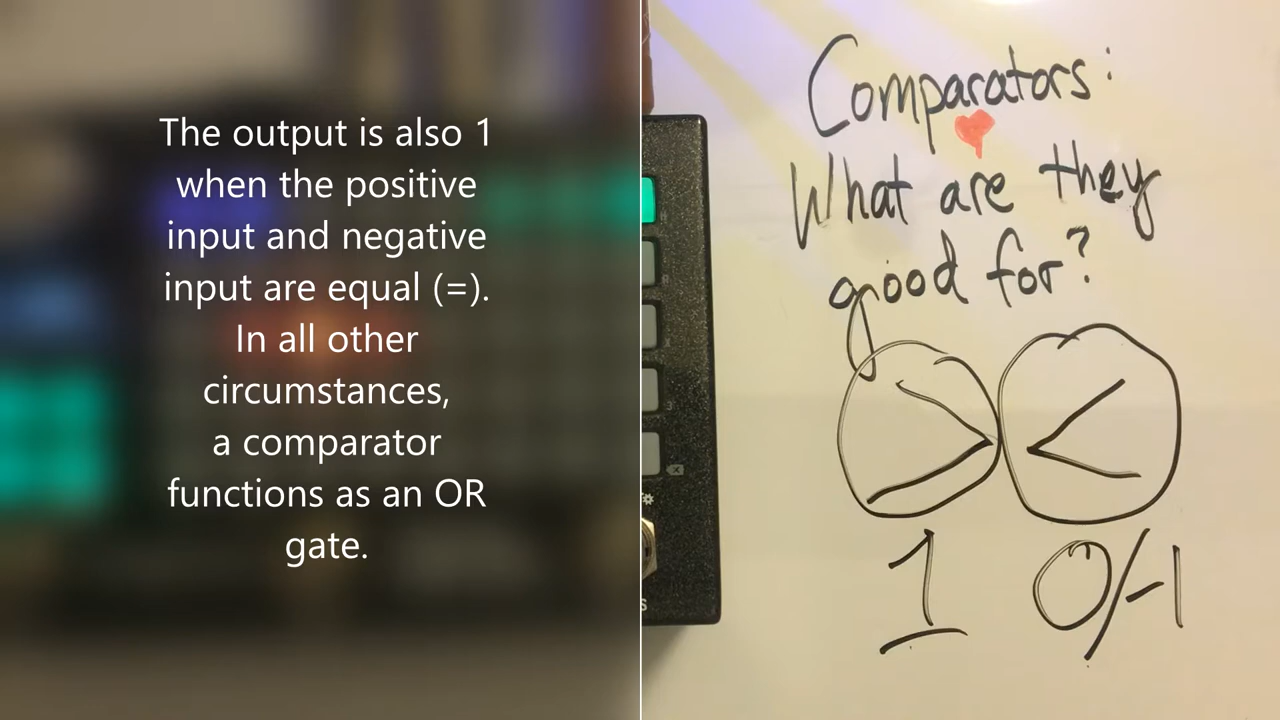 The output is also 1
when the positive
input and negative
input are equal (=).
In all other
circumstances,
a comparator
functions as an OR
gate.
Comparators:
What are they
good for?
> <
1 0/-1
S